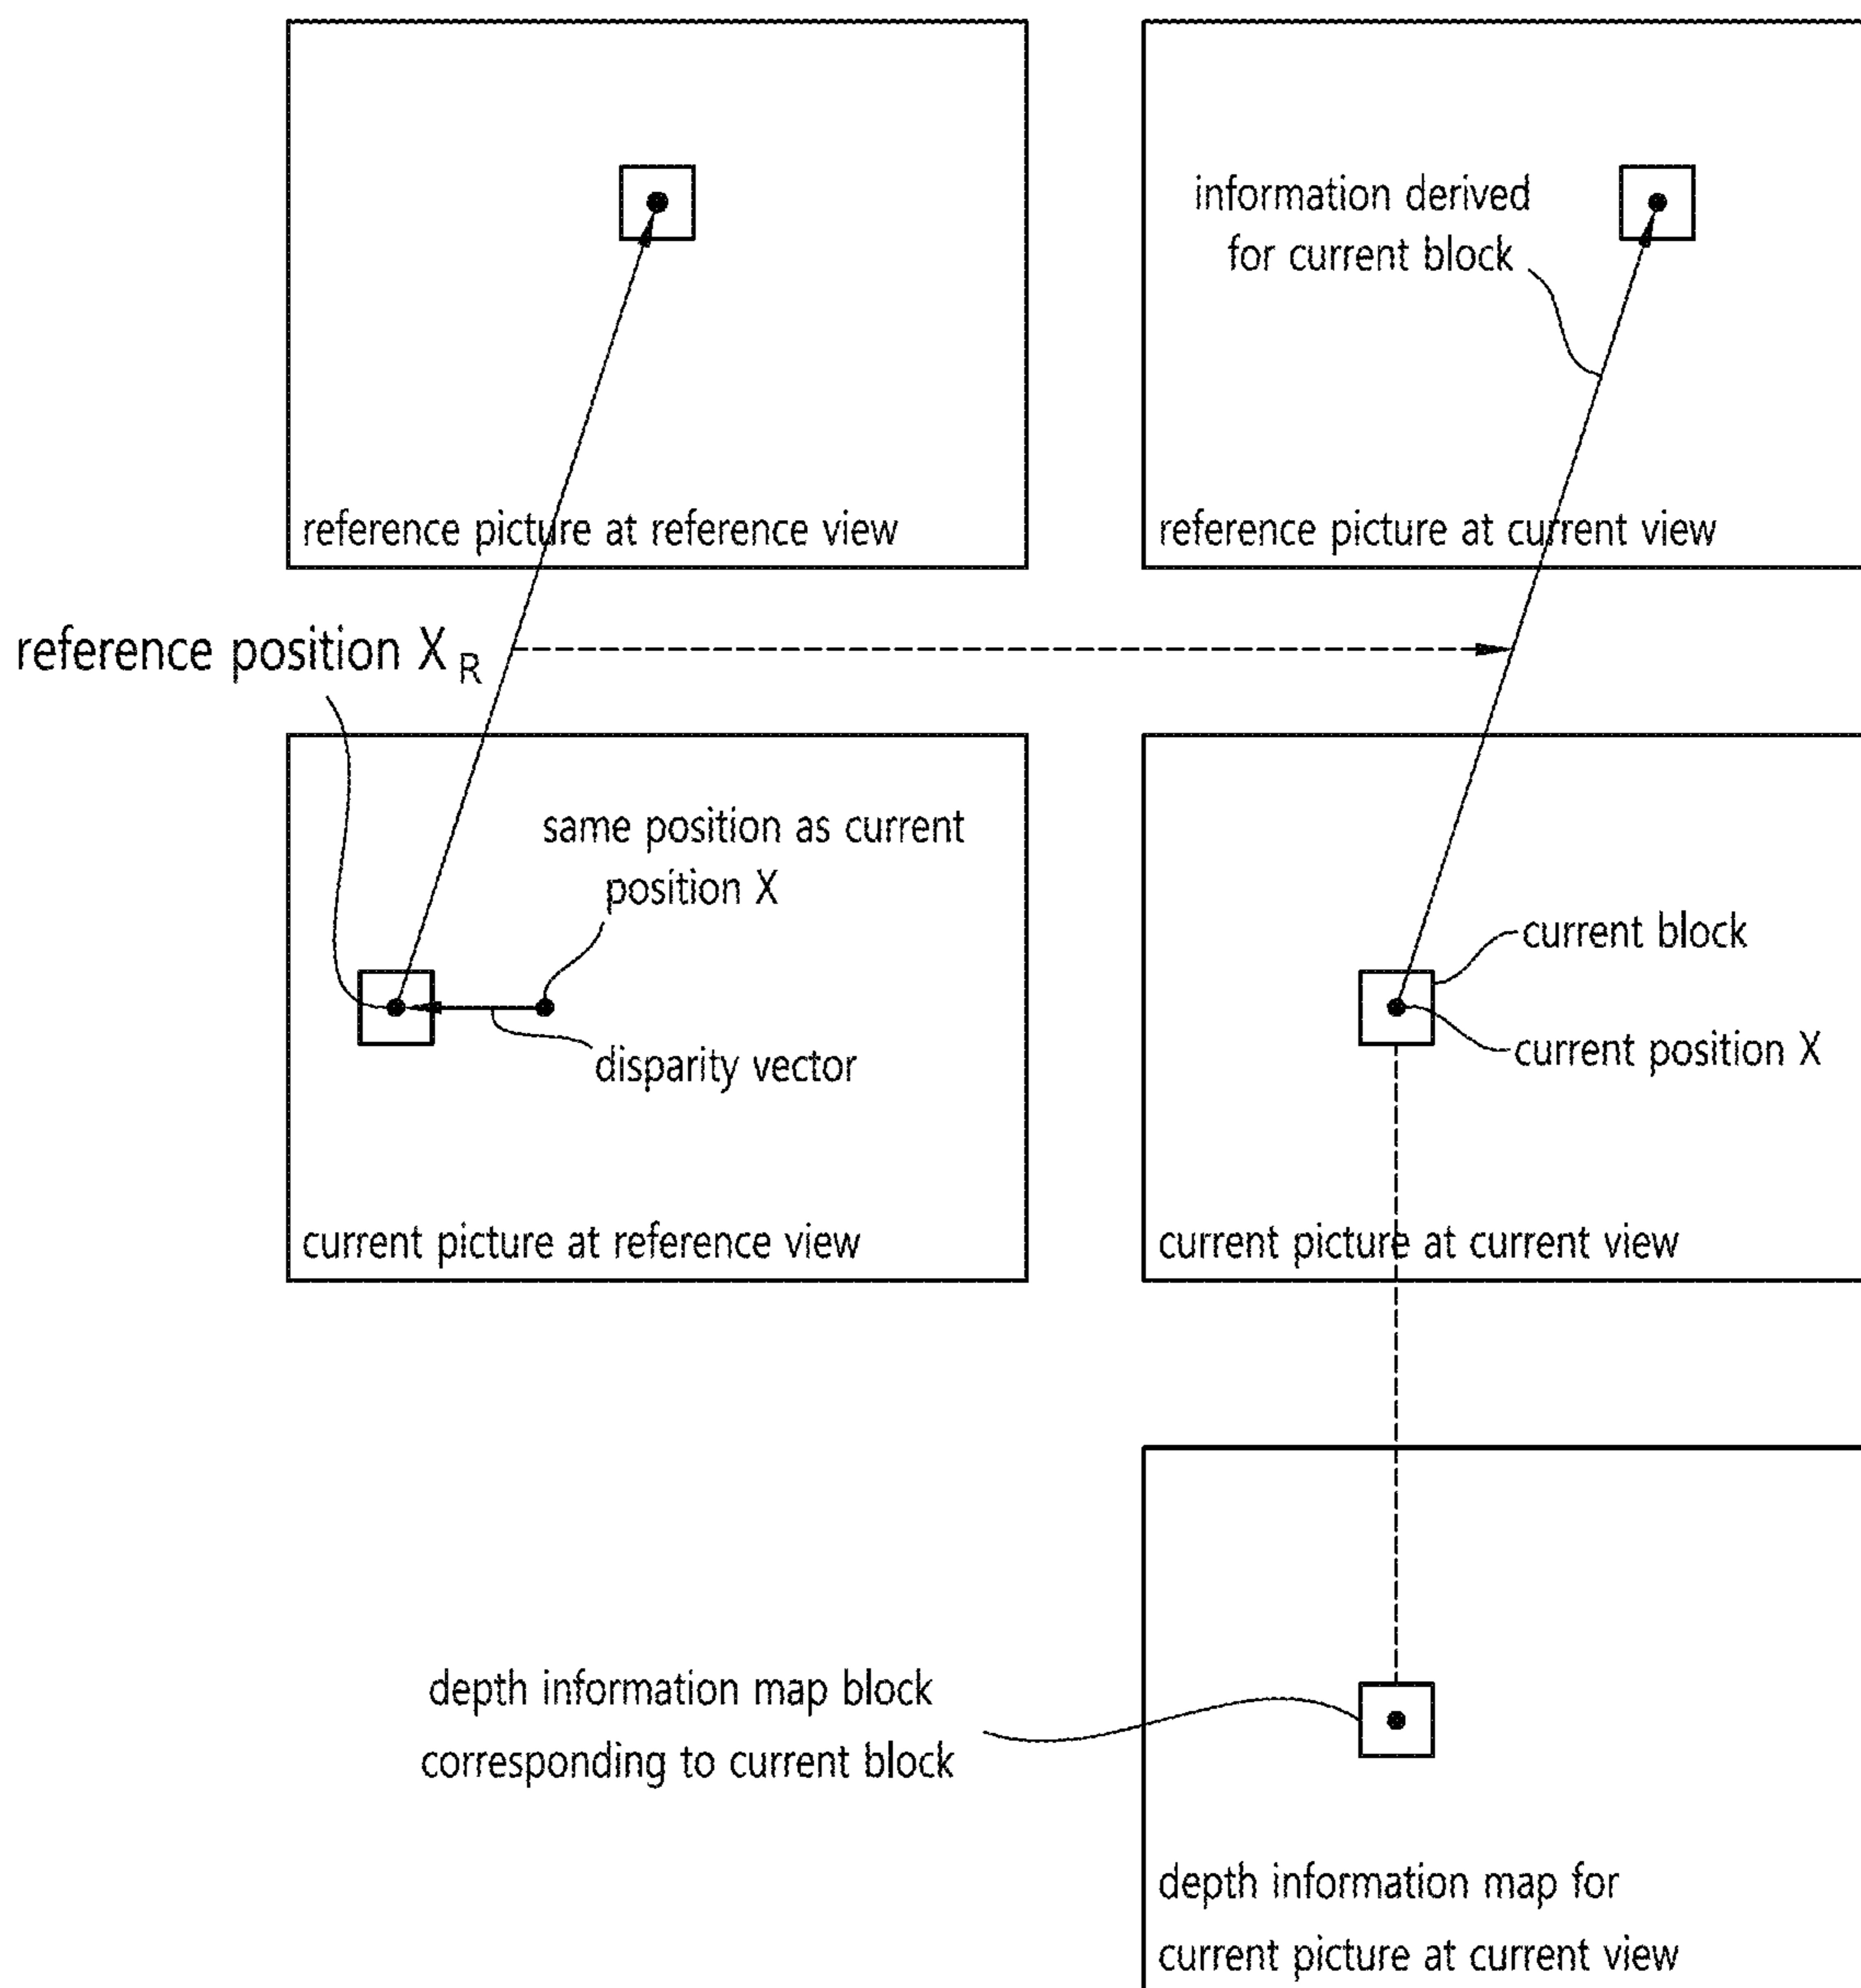 information derived
for current block
reference picture at reference view
reference picture at current view
reference position X R
same position as current
position X
current block
disparity vector
current position X
current picture at reference view
current picture at current view
depth information map block
corresponding to current block
depth information map for
current picture at current view